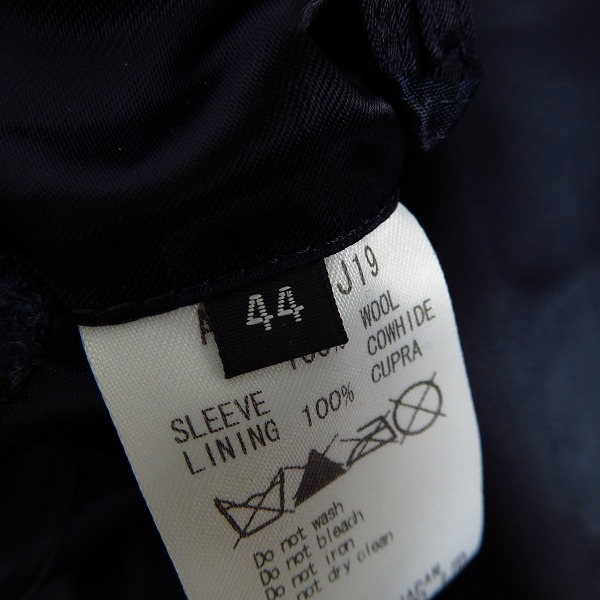 44
J19
WOOL
SLEEVE COWHIDE
LINING 100% CUPRA
Do not wash
Do not bleach
Do not iron
not dry clean
JAPAN